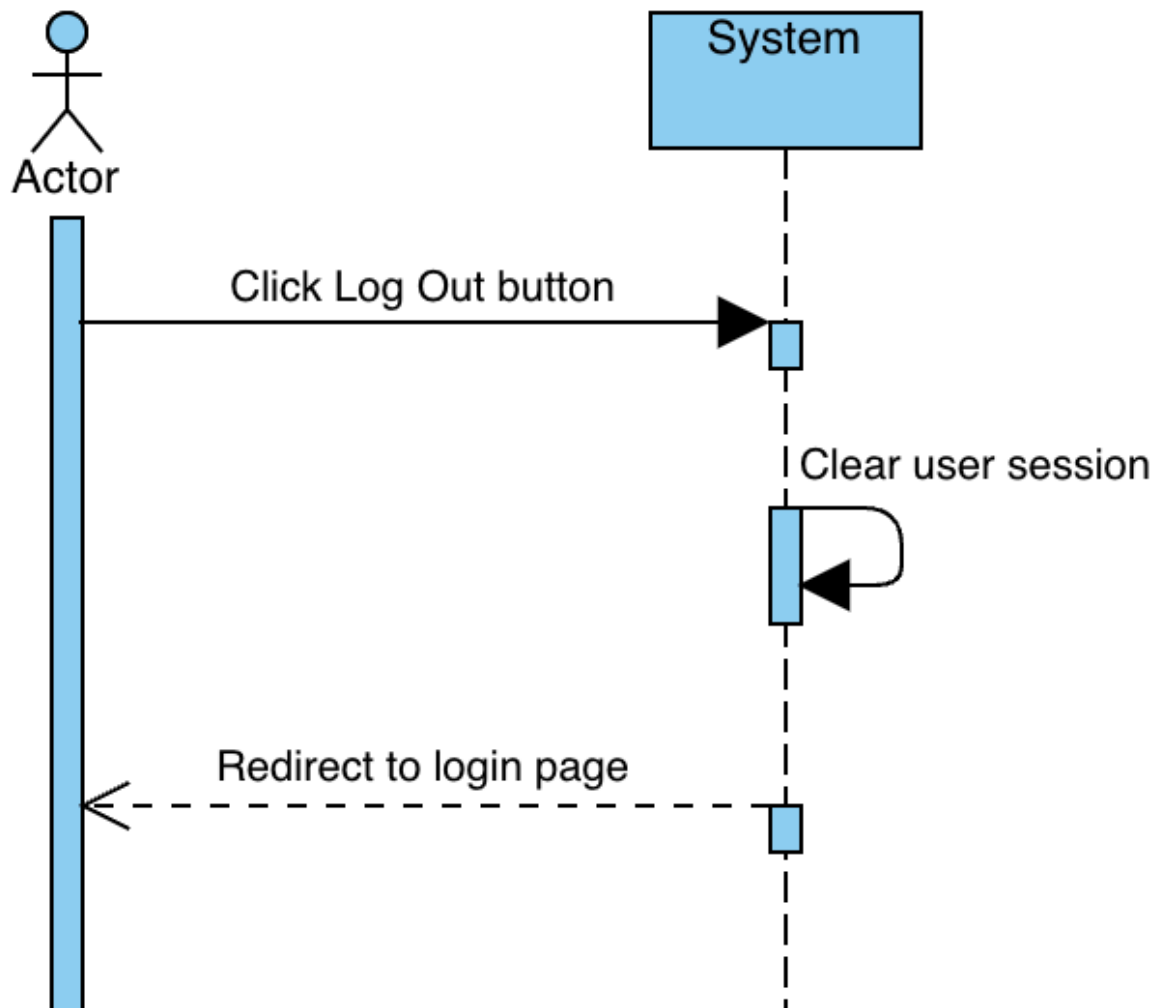 System
Actor
Click Log Out button
Clear user session
Redirect to login page